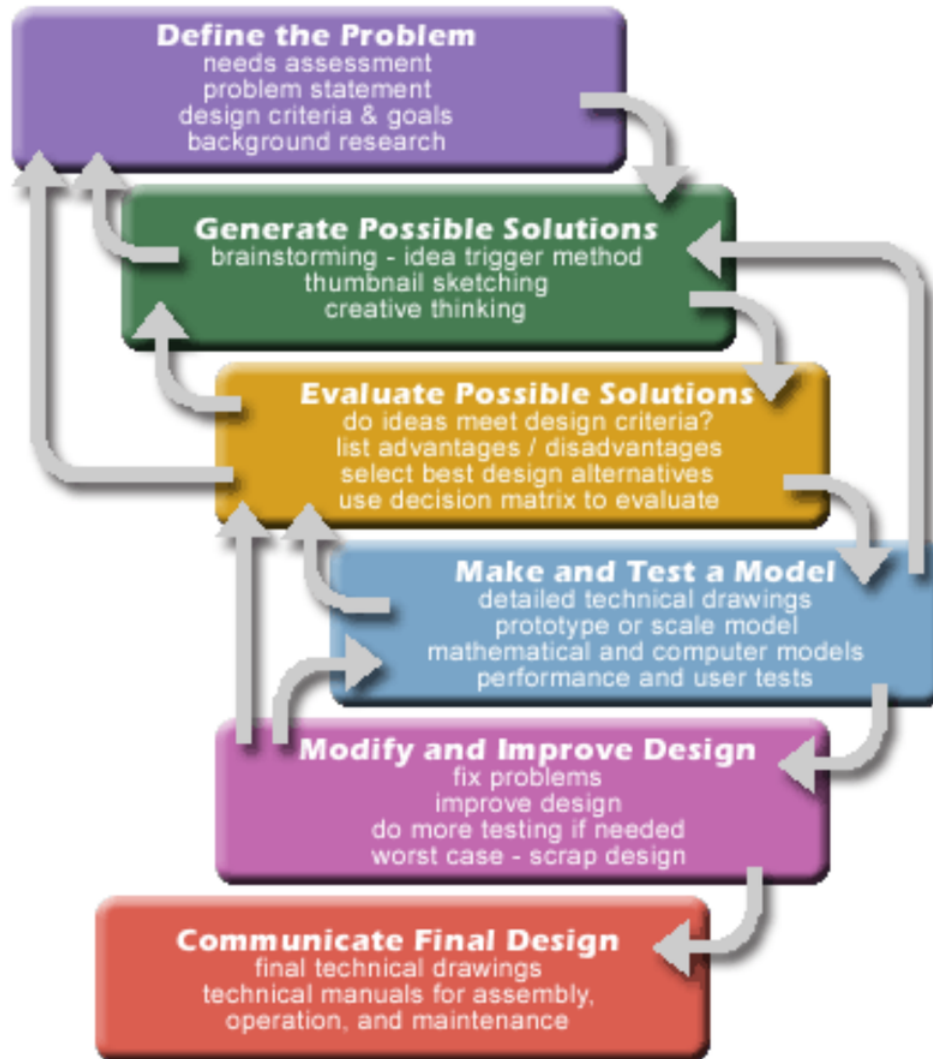 Define the Problem
needs assessment
problem statement
design criteria & goals
background research
Generate Possible Solutions
brainstorming - idea trigger method
thumbnail sketching
creative thinking
Evaluate Possible Solutions
do ideas meet design criteria?
list advantages / disadvantages
select best design alternatives
use decision matrix to evaluate
Make and Test a Model
detailed technical drawings
prototype or scale model
mathematical and computer models
performance and user tests
Modify and Improve Design
fix problems
improve design
do more testing if needed
worst case - scrap design
Communicate Final Design
final technical drawings
technical manuals for assembly,
operation, and maintenance